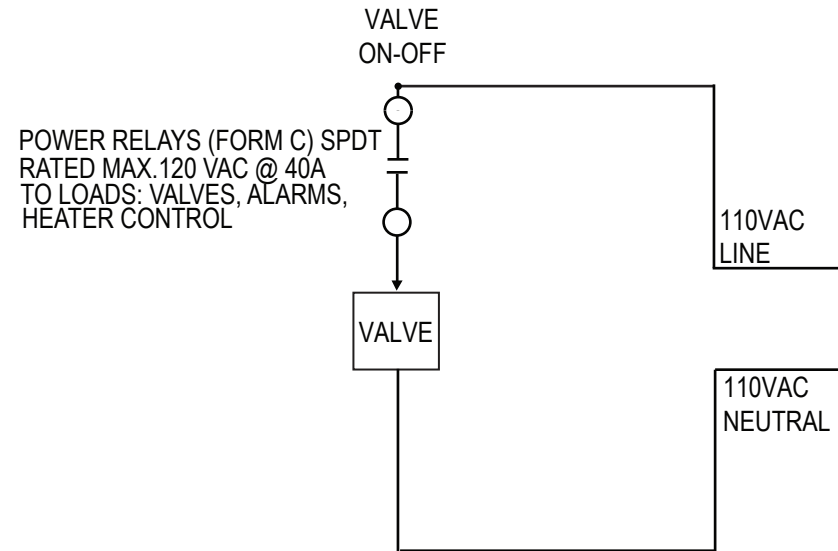 VALVE
ON-OFF
POWER RELAYS (FORM C) SPDT
RATED MAX.120 VAC @ 40A
TO LOADS: VALVES, ALARMS,
HEATER CONTROL
110VAC
LINE
VALVE
110VAC
NEUTRAL